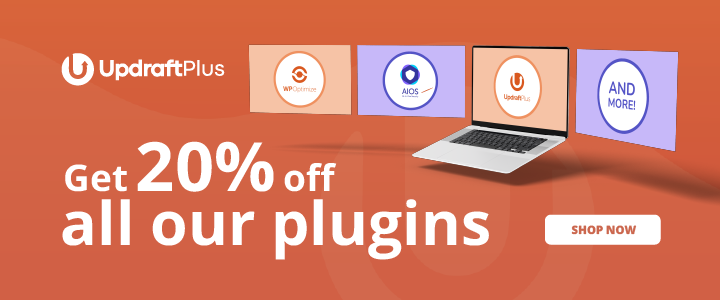 UpdraftPlus
WP Optimize
AIOS
UpdraftPlus
AND
MORE!
Get 20% off
all our plugins
SHOP NOW